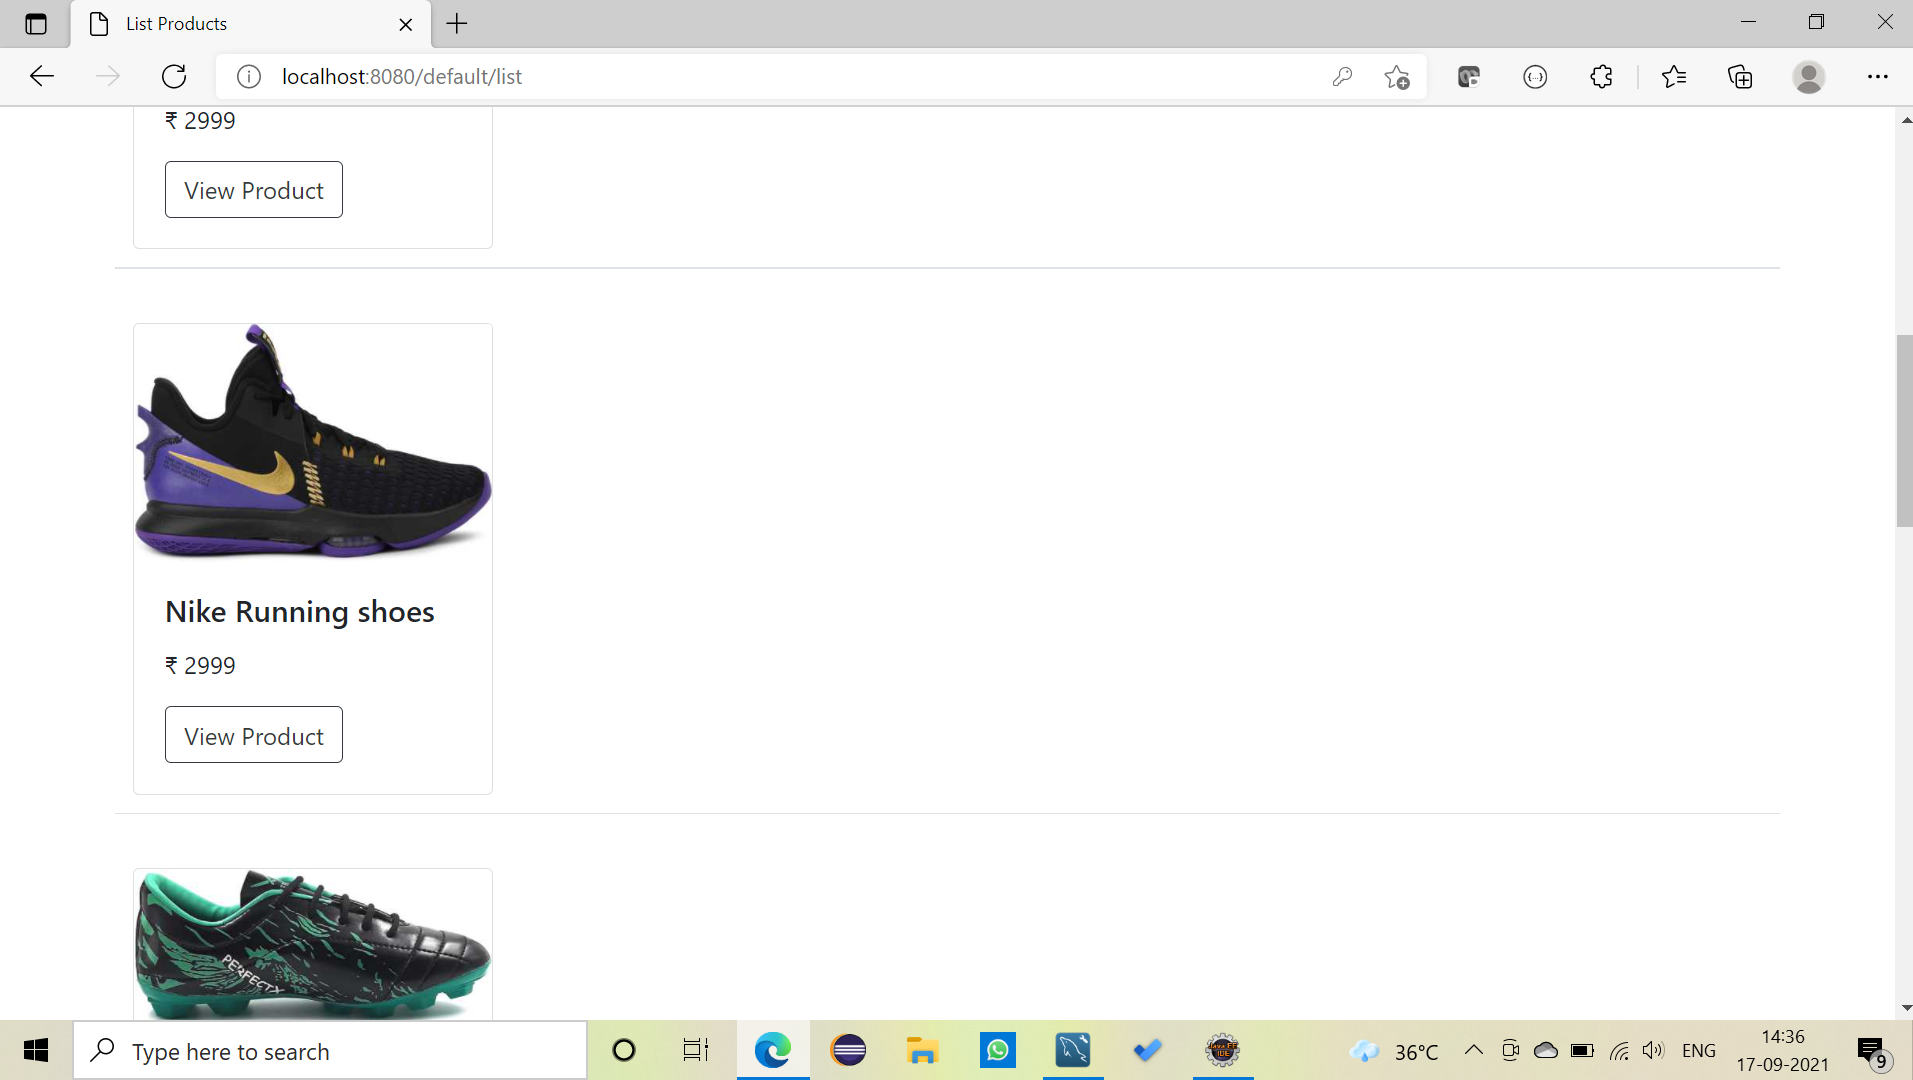 List Products
localhost:8080/default/list
₹ 2999
View Product
Nike Running shoes
₹ 2999
View Product
PERFECTX
Type here to search
36°C
ENG
14:36
17-09-2021
9